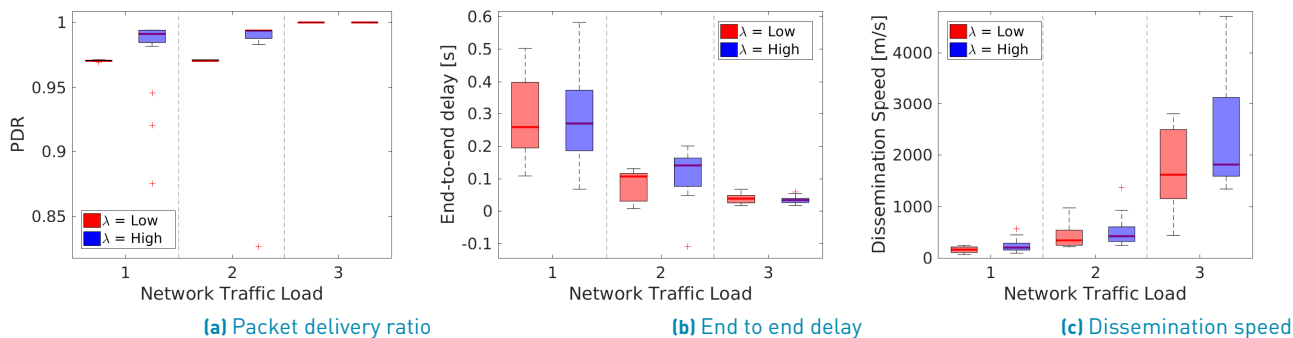 1
0.95
0.9
0.85
PDR
λ = Low
λ = High
1 2 3
Network Traffic Load
(a) Packet delivery ratio
0.6
0.5
0.4
0.3
0.2
0.1
0
-0.1
End-to-end delay [s]
λ = Low
λ = High
1 2 3
Network Traffic Load
(b) End to end delay
4000
3000
2000
1000
0
Dissemination Speed [m/s]
λ = Low
λ = High
1 2 3
Network Traffic Load
(c) Dissemination speed